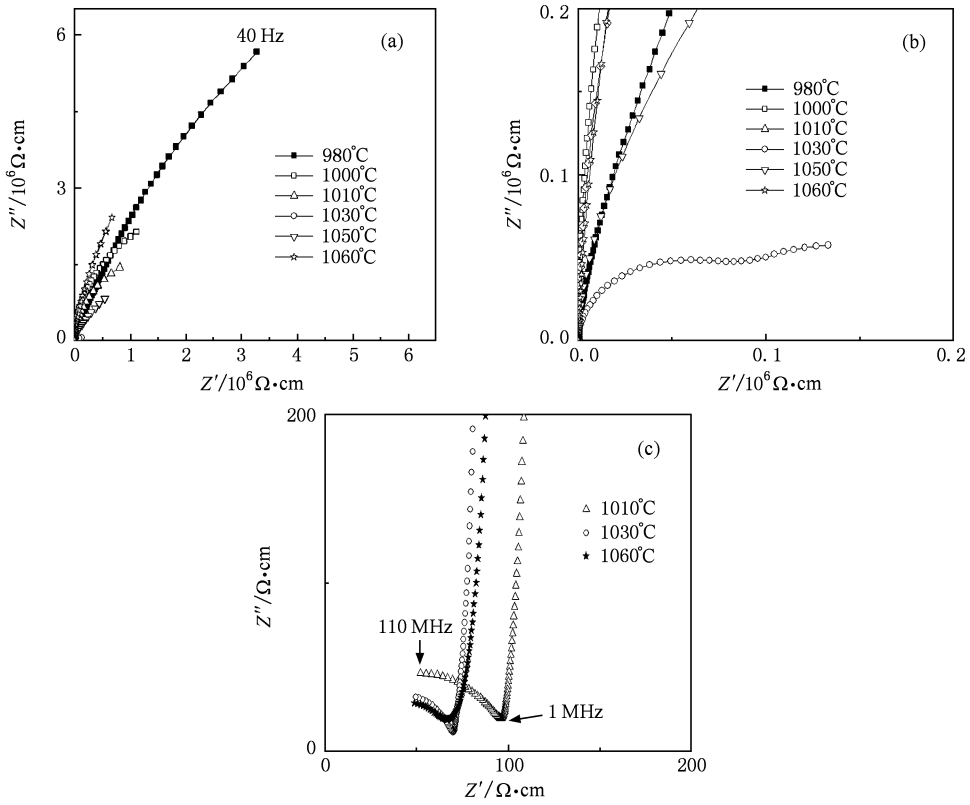 6
40 Hz
(a)
Z″/10⁶Ω•cm
980℃
1000℃
1010℃
1030℃
1050℃
1060℃
3
0
0 1 2 3 4 5 6
Z′/10⁶Ω•cm
0.2
(b)
Z″/10⁶Ω•cm
980℃
1000℃
1010℃
1030℃
1050℃
1060℃
0.1
0.0
0.0 0.1 0.2
Z′/10⁶Ω•cm
200
(c)
Z″/Ω•cm
1010℃
1030℃
1060℃
110 MHz
1 MHz
0
0 100 200
Z′/Ω•cm